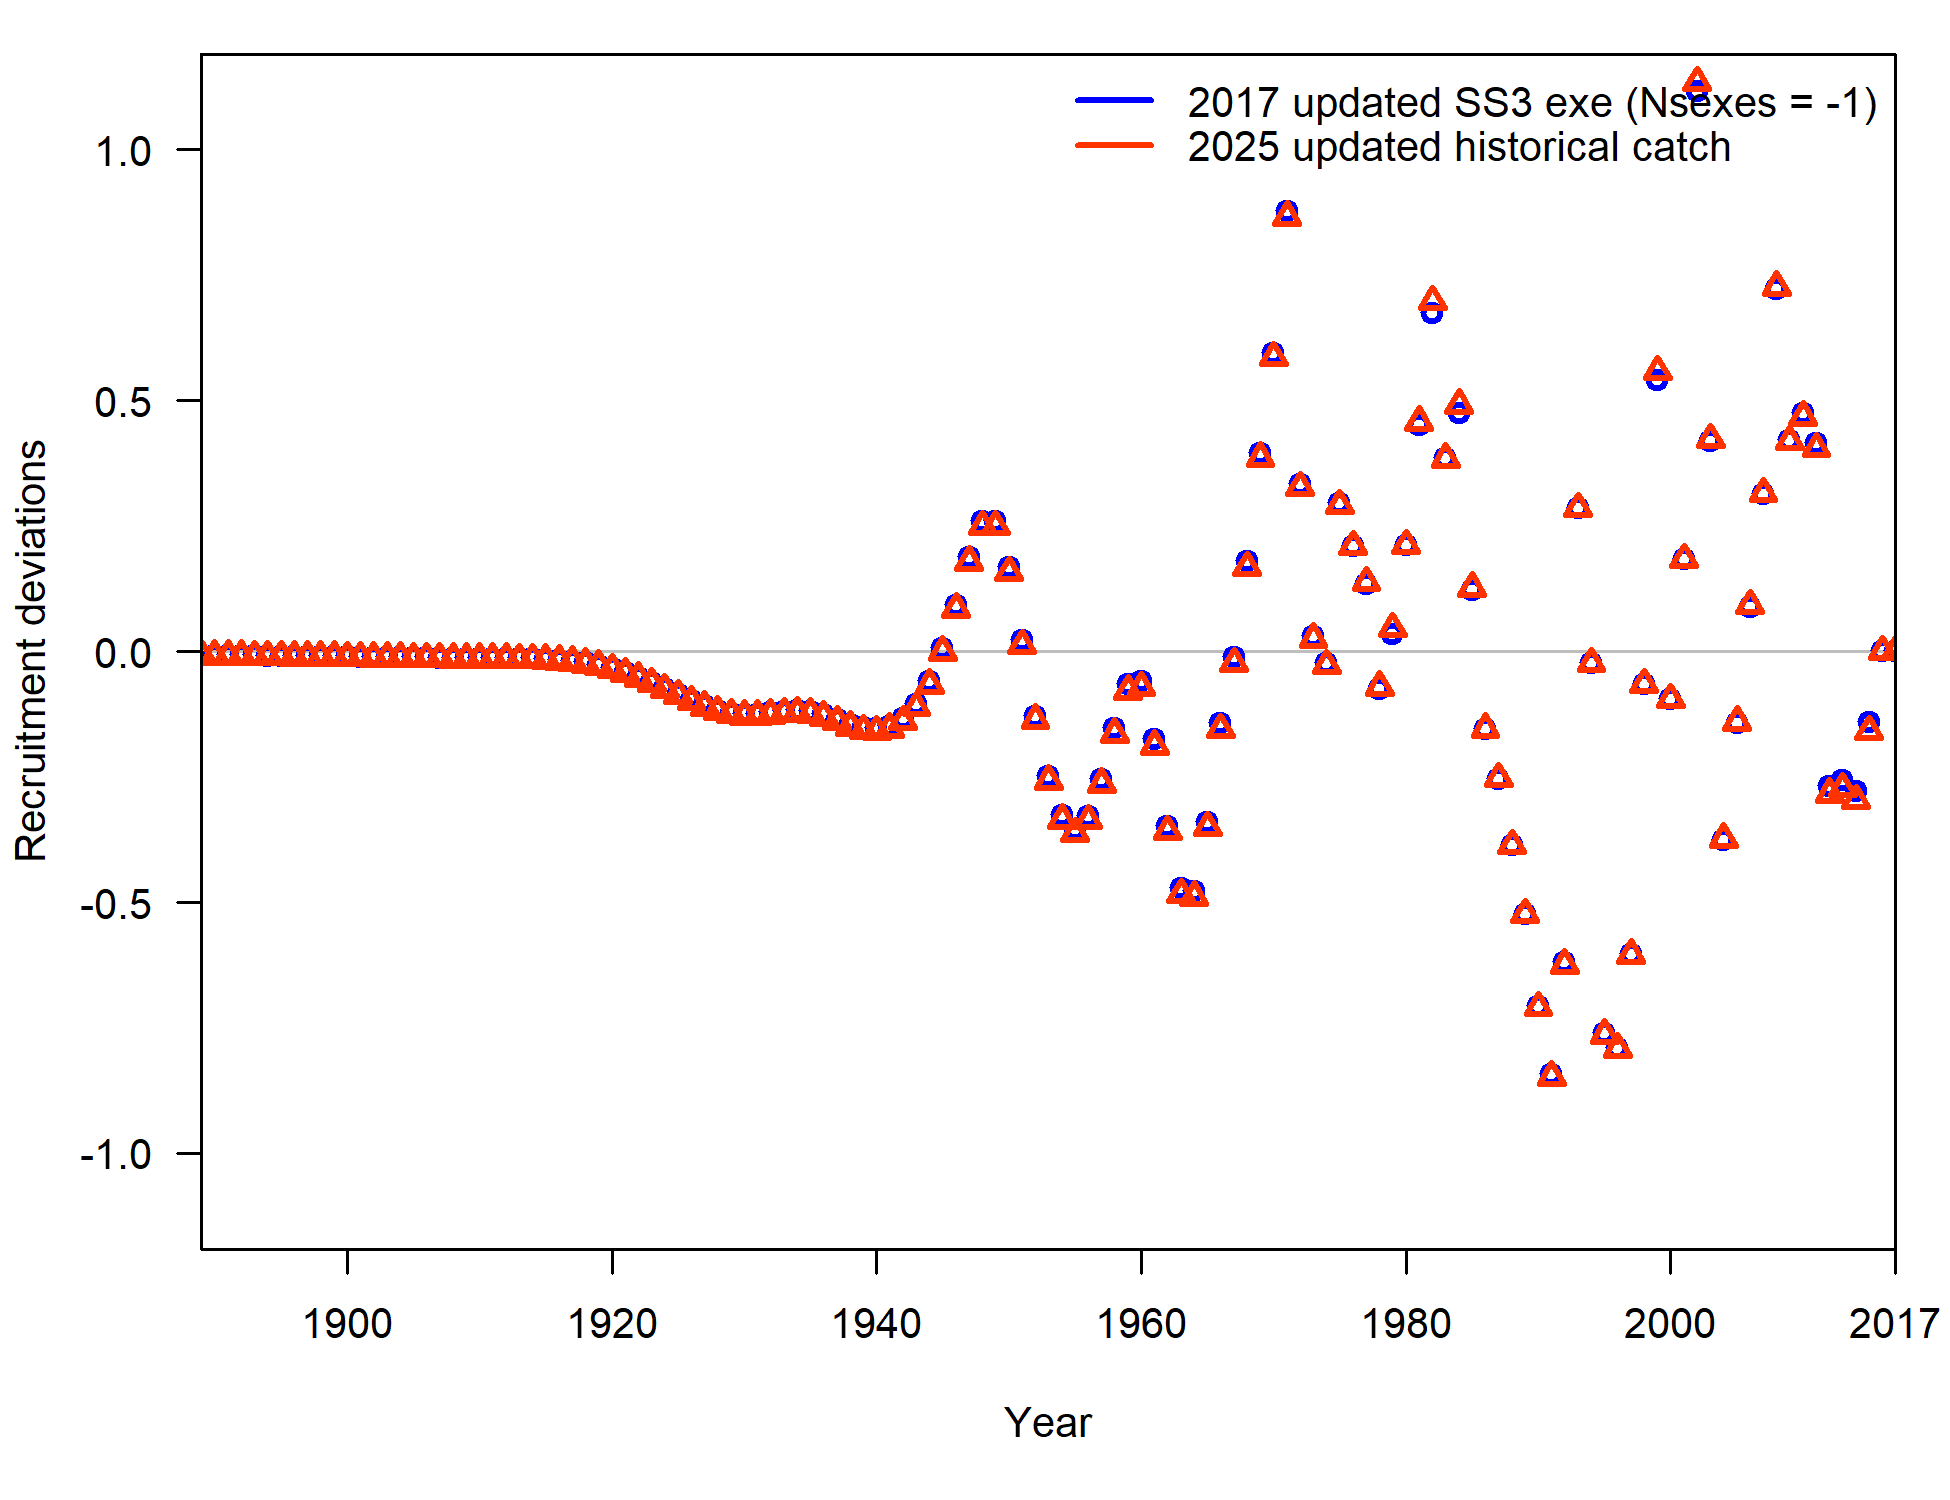 2017 updated SS3 exe (Nsexes = -1)
2025 updated historical catch
1.0
0.5
0.0
-0.5
-1.0
Recruitment deviations
1900 1920 1940 1960 1980 2000 2017
Year